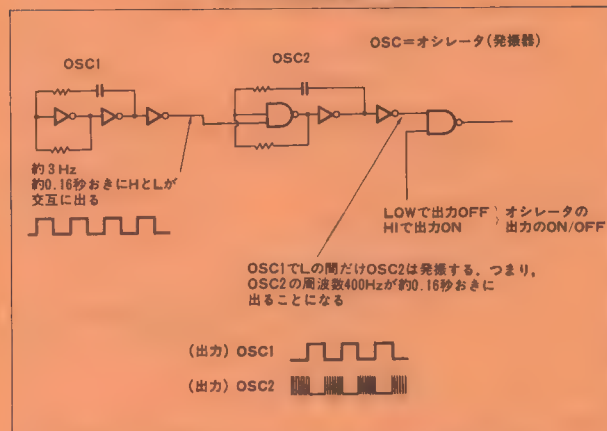 OSC=オシレータ(発振器)
OSC1
OSC2
約3Hz
約0.16秒おきにHとLが
交互に出る
LOWで出力OFF
HIで出力ON
オシレータの
出力のON/OFF
OSC1でLの間だけOSC2は発振する．つまり，
OSC2の周波数400Hzが約0.16秒おきに
出ることになる
(出力) OSC1
(出力) OSC2